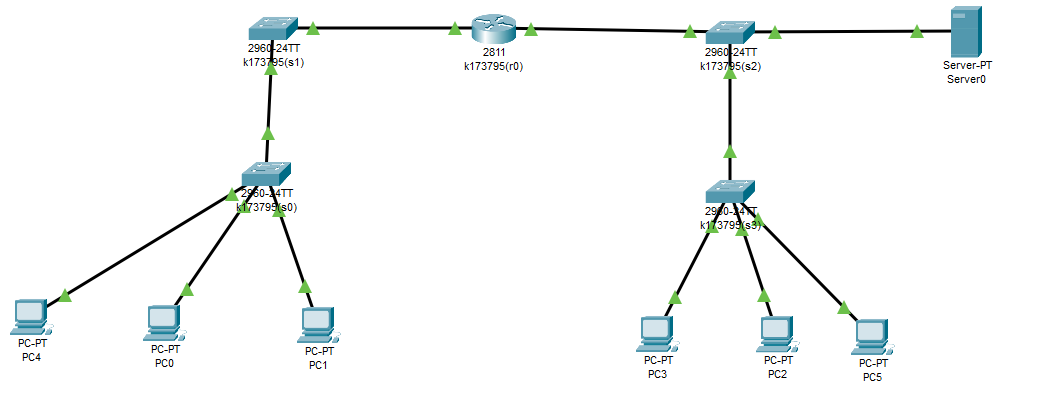 2960-24TT
k173795(s1)
2811
k173795(r0)
2960-24TT
k173795(s2)
Server-PT
Server0
2960-24TT
k173795(s0)
2960-24TT
k173795(s3)
PC-PT
PC4
PC-PT
PC0
PC-PT
PC1
PC-PT
PC3
PC-PT
PC2
PC-PT
PC5